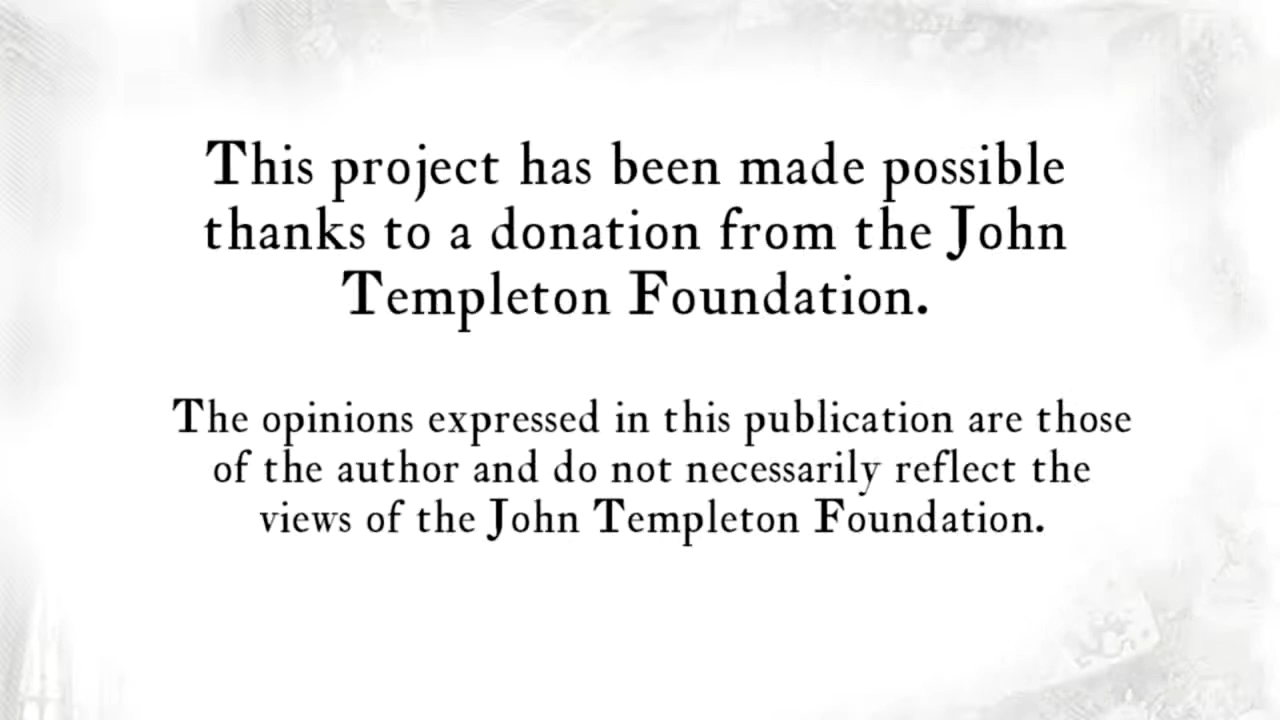 This project has been made possible
thanks to a donation from the John
Templeton Foundation.
The opinions expressed in this publication are those
of the author and do not necessarily reflect the
views of the John Templeton Foundation.